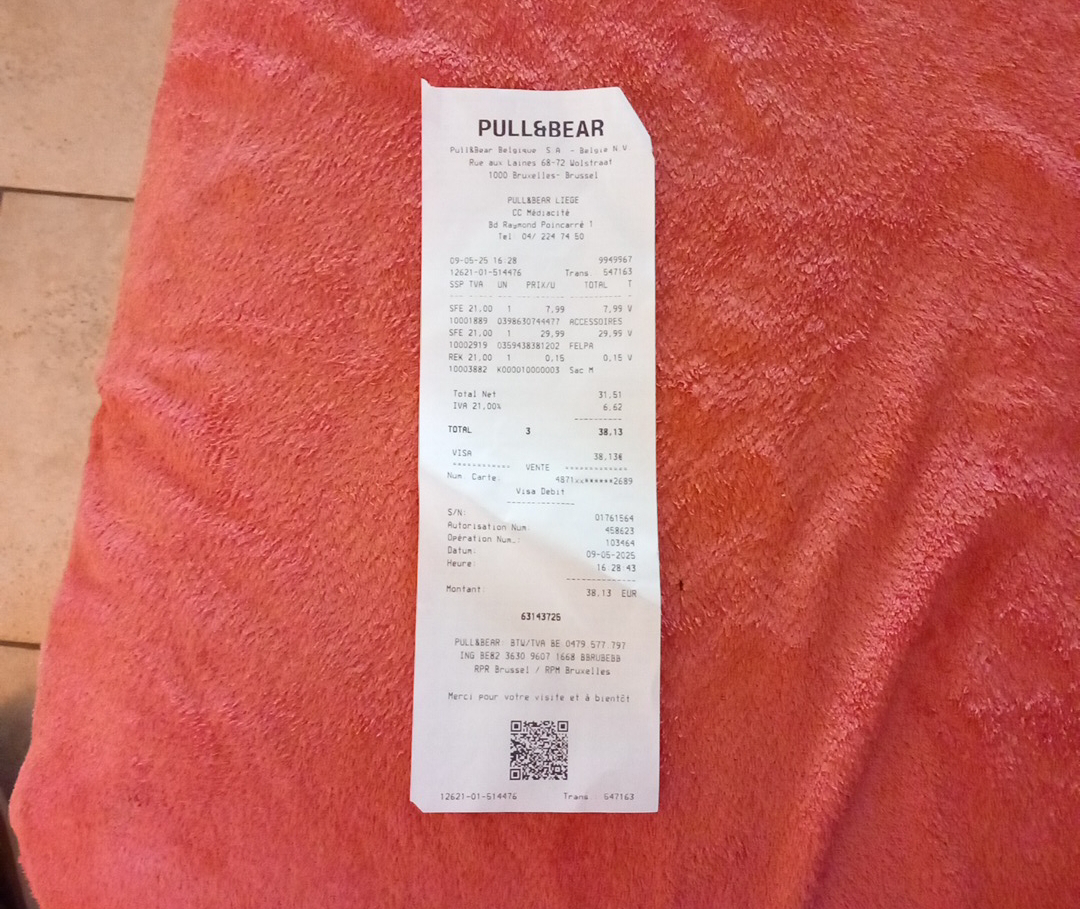 PULL&BEAR
Pull&Bear Belgique S.A. - Belgie N.V.
Rue aux Laines 68-72 Wolstraat
1000 Bruxelles- Brussel
PULL&BEAR LIEGE
CC Médiacité
Bd Raymond Poincarré 1
Tel: 04/ 224 74 50
09-05-25 16:28 9949967
12621-01-514476 Trans.: 547163
SSP TVA UN PRIX/U TOTAL T
SFE 21,00 1 7,99 7,99 V
10001889 0398630744477 ACCESSOIRES
SFE 21,00 1 29,99 29,99 V
10002919 0359438381202 FELPA
REK 21,00 1 0,15 0,15 V
10003882 K000010000003 Sac M
Total Net 31,51
IVA 21,00% 6,62
----------
TOTAL 3 38,13
VISA 38,13€
************ VENTE *************
Num. Carte: 4871xx******2689
Visa Debit
--------------
S/N: 01761564
Autorisation Num: 458623
Opération Num.: 103464
Datum: 09-05-2025
Heure: 16:28:43
--------------
Montant: 38,13 EUR
63143725
PULL&BEAR: BTW/TVA BE 0479 577 797
ING BE82 3630 9607 1668 BBRUBEBB
RPR Brussel / RPM Bruxelles
Merci pour votre visite et à bientôt
12621-01-514476 Trans.: 547163